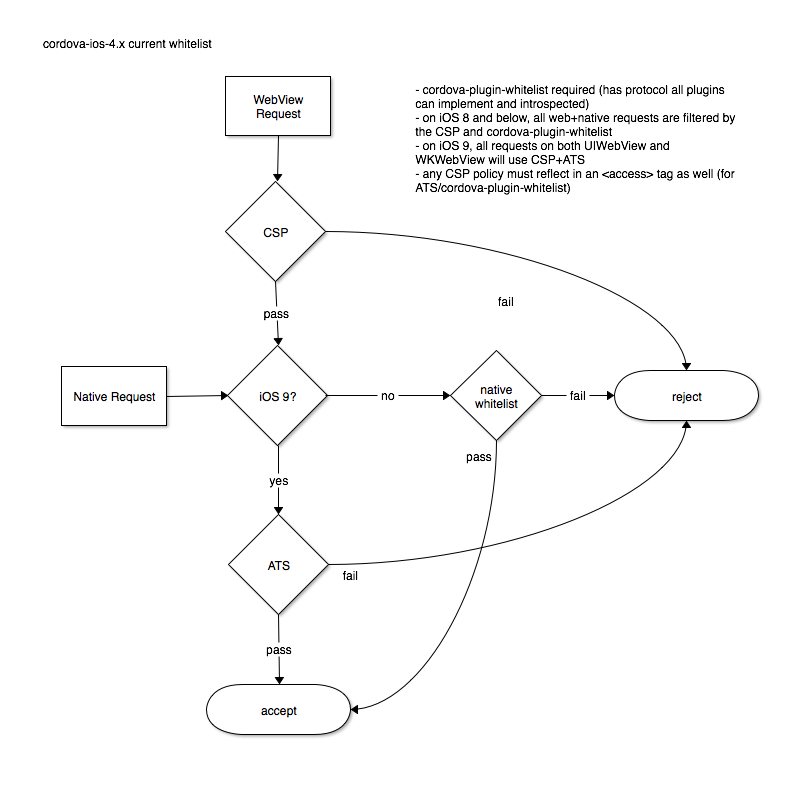 cordova-ios-4.x current whitelist
WebView
Request
- cordova-plugin-whitelist required (has protocol all plugins
can implement and introspected)
- on iOS 8 and below, all web+native requests are filtered by
the CSP and cordova-plugin-whitelist
- on iOS 9, all requests on both UIWebView and
WKWebView will use CSP+ATS
- any CSP policy must reflect in an <access> tag as well (for
ATS/cordova-plugin-whitelist)
CSP
fail
pass
Native Request
iOS 9?
no
native
whitelist
fail
reject
pass
yes
ATS
fail
pass
accept